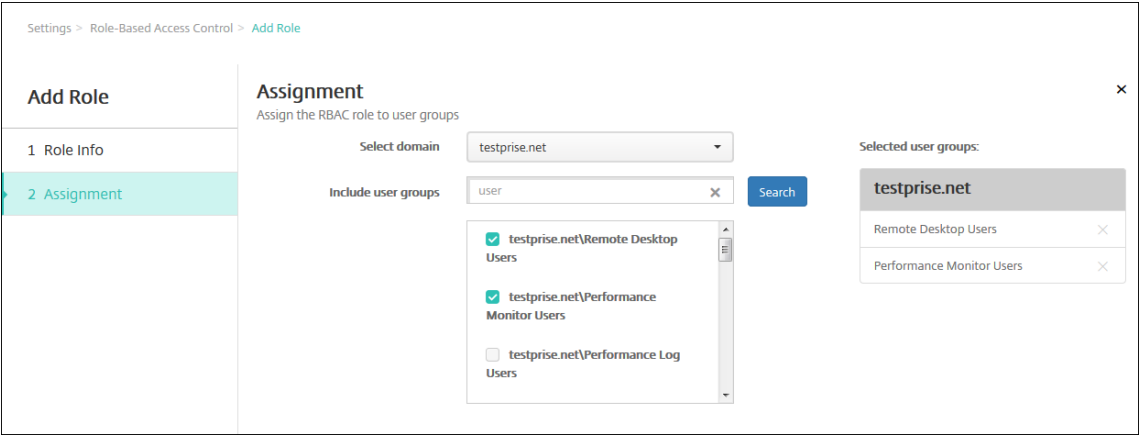 Settings > Role-Based Access Control > Add Role
Add Role
1 Role Info
2 Assignment
Assignment
Assign the RBAC role to user groups
Select domain
testprise.net
Include user groups
user
Search
testprise.net\Remote Desktop
Users
testprise.net\Performance
Monitor Users
testprise.net\Performance Log
Users
Selected user groups:
testprise.net
Remote Desktop Users
Performance Monitor Users